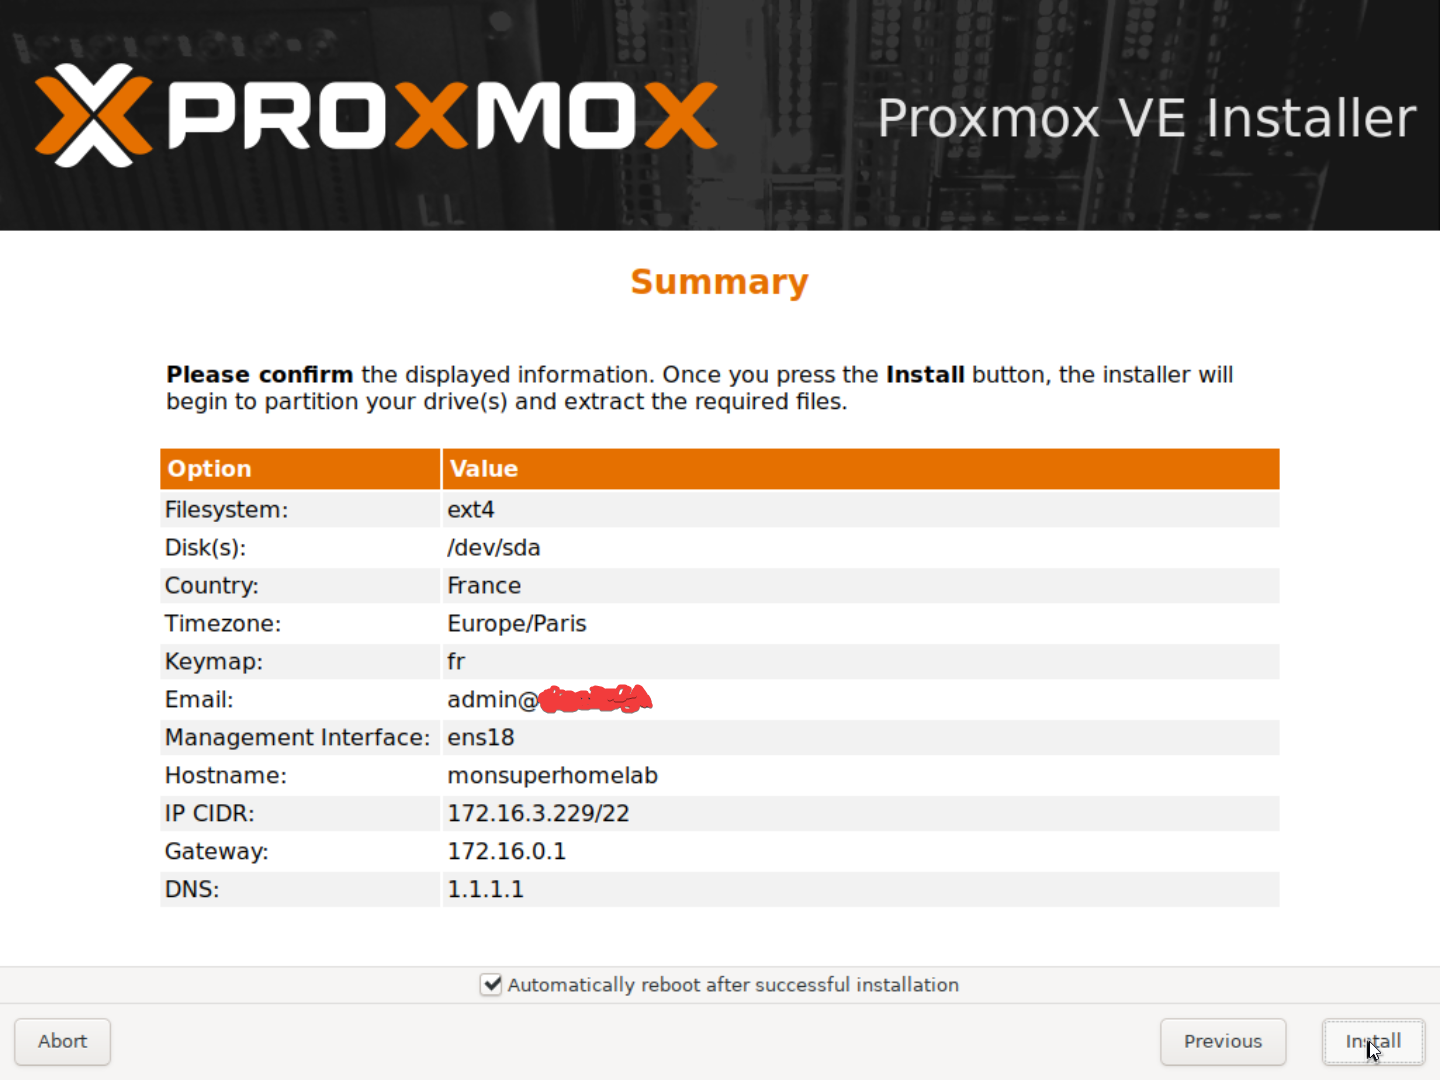 PROXMOX
Proxmox VE Installer
Summary
Please confirm the displayed information. Once you press the Install button, the installer will
begin to partition your drive(s) and extract the required files.
Option Value
Filesystem: ext4
Disk(s): /dev/sda
Country: France
Timezone: Europe/Paris
Keymap: fr
Email: admin@
Management Interface: ens18
Hostname: monsuperhomelab
IP CIDR: 172.16.3.229/22
Gateway: 172.16.0.1
DNS: 1.1.1.1
Automatically reboot after successful installation
Abort Previous Install